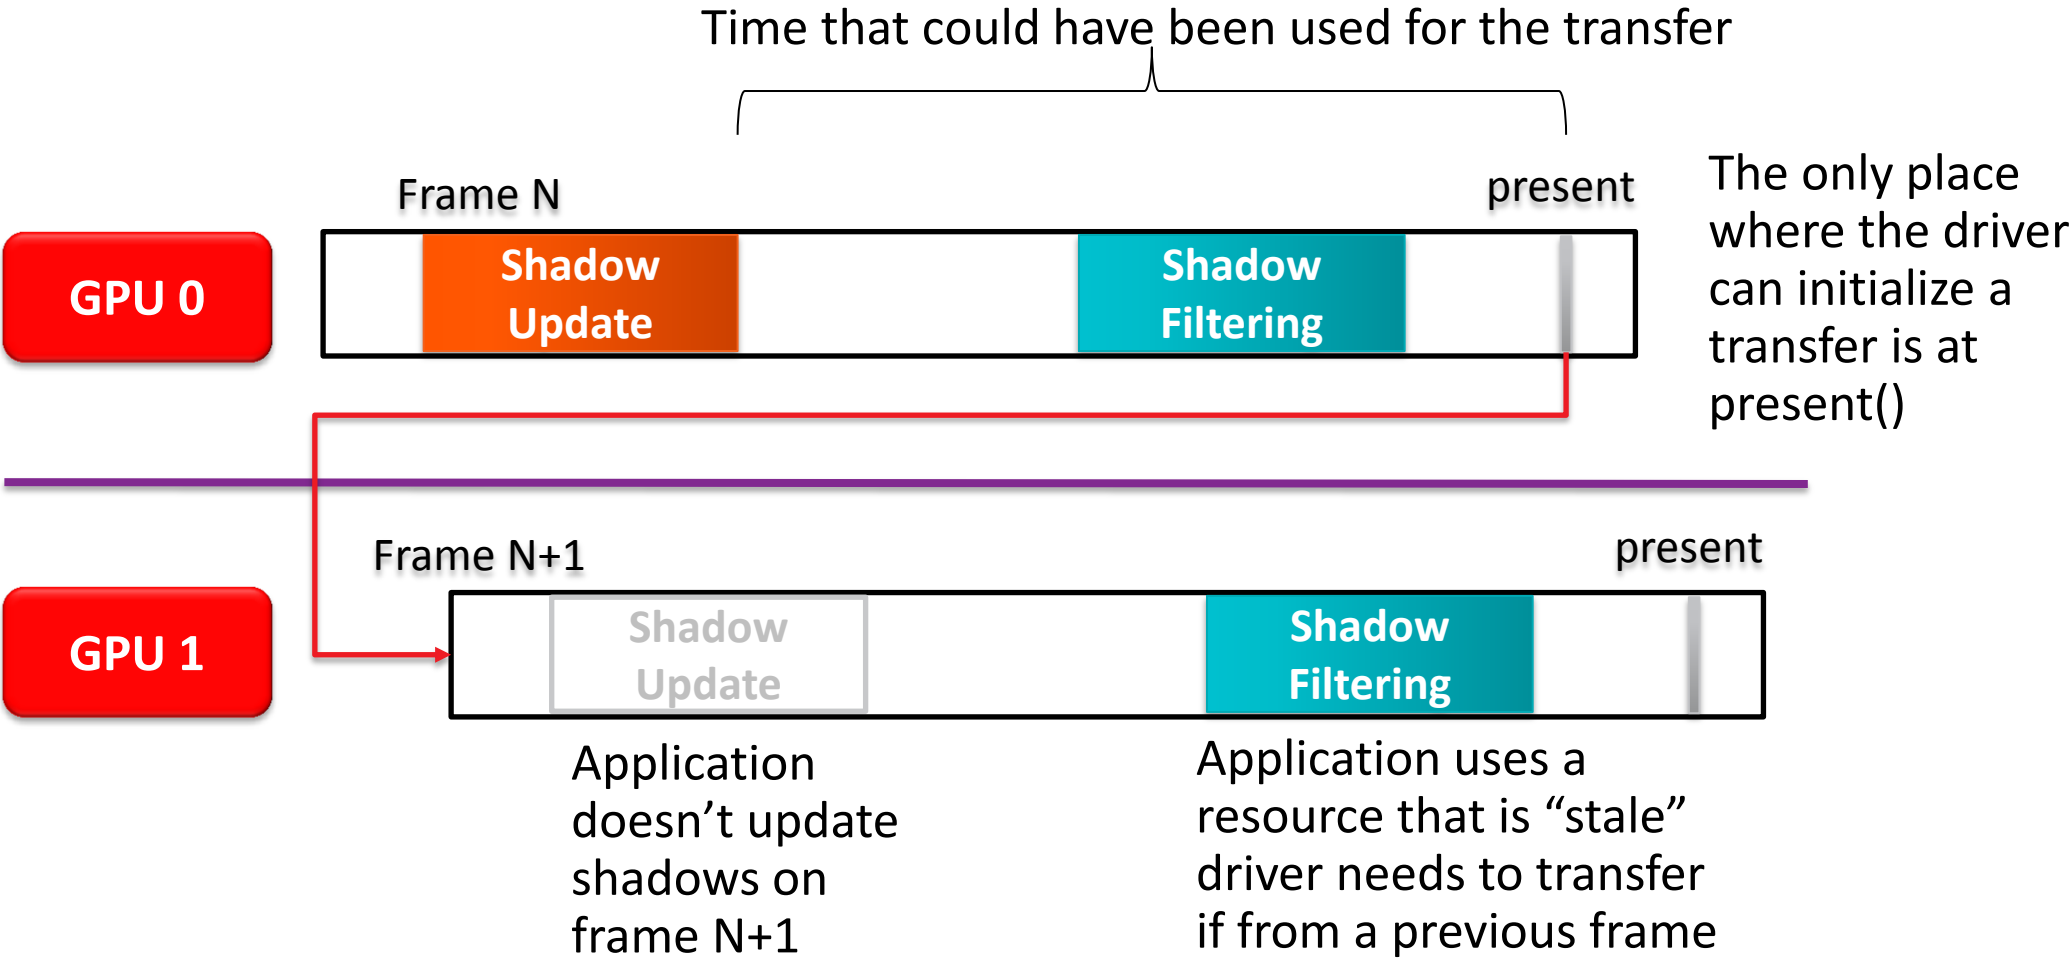 Time that could have been used for the transfer
Frame N
present
GPU 0
Shadow
Update
Shadow
Filtering
The only place
where the driver
can initialize a
transfer is at
present()
Frame N+1
present
GPU 1
Shadow
Update
Shadow
Filtering
Application
doesn’t update
shadows on
frame N+1
Application uses a
resource that is “stale”
driver needs to transfer
if from a previous frame